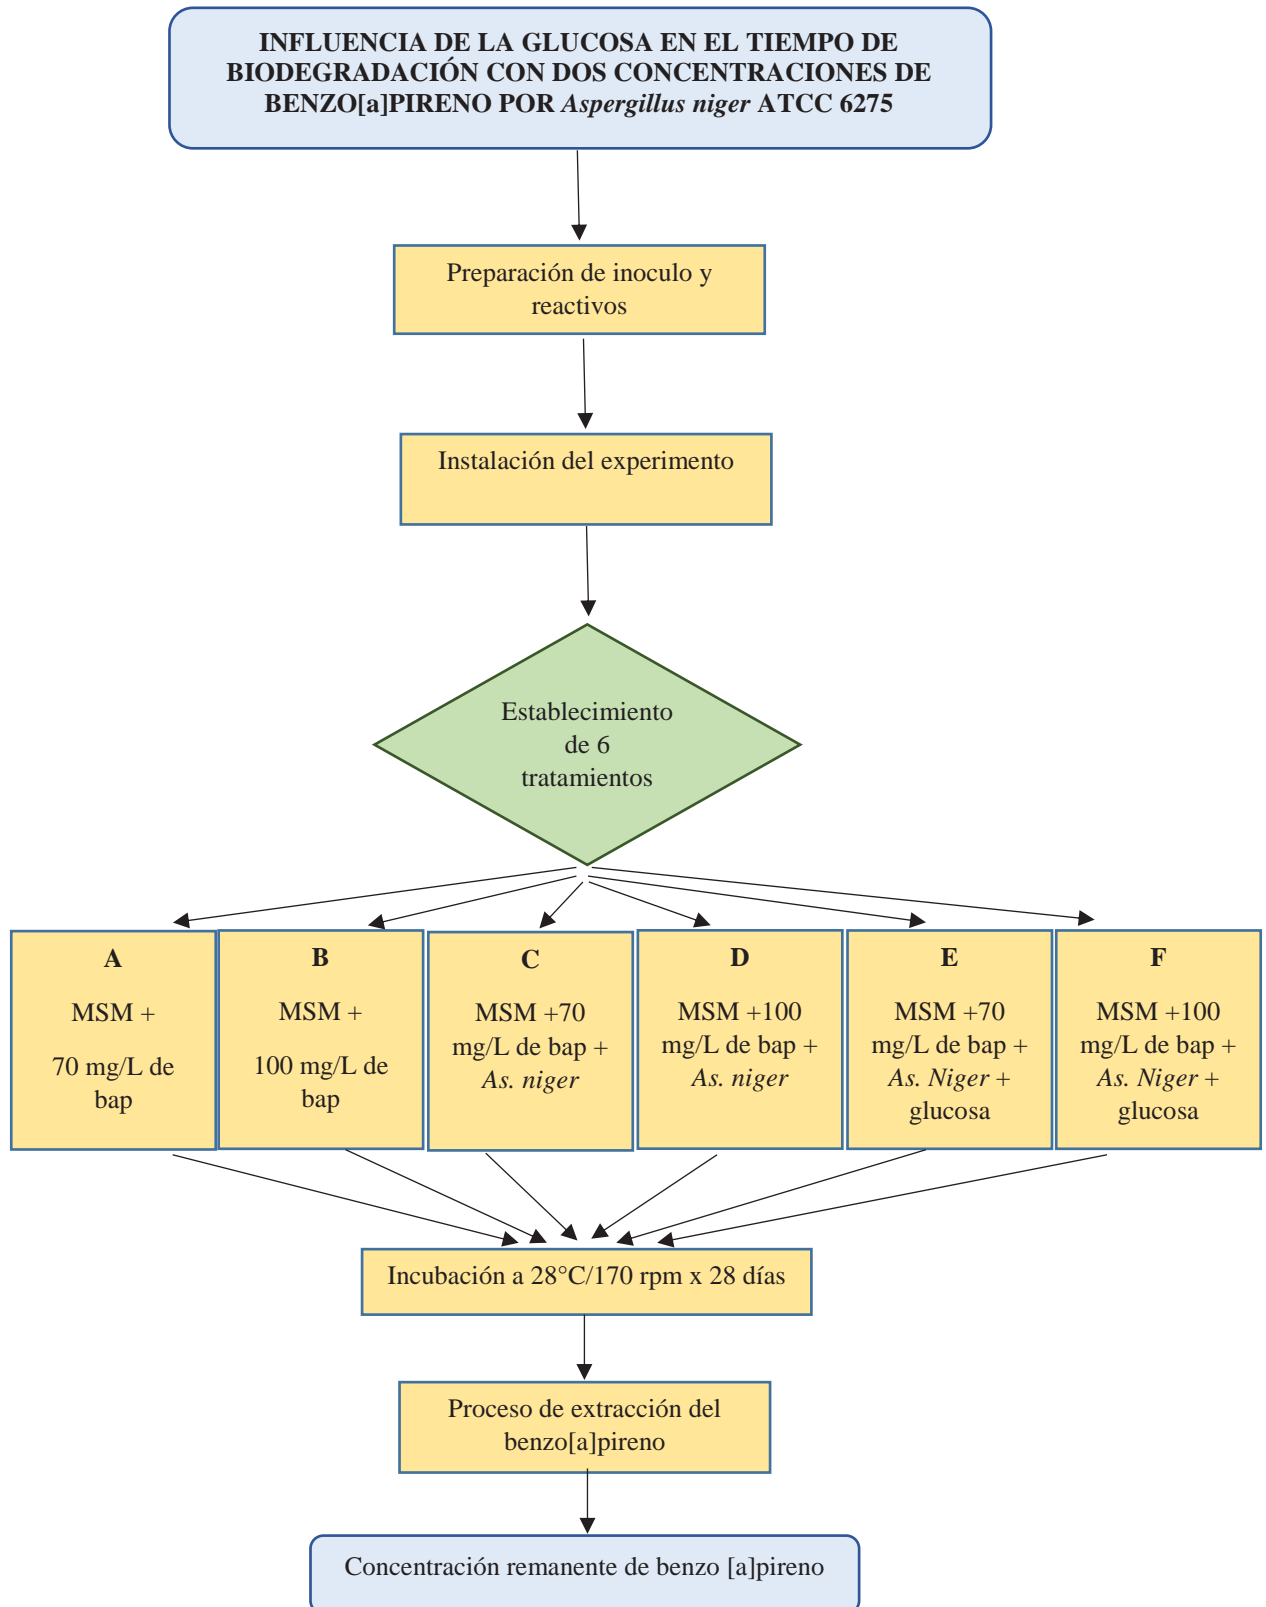 INFLUENCIA DE LA GLUCOSA EN EL TIEMPO DE
BIODEGRADACIÓN CON DOS CONCENTRACIONES DE
BENZO[a]PIRENO POR Aspergillus niger ATCC 6275
Preparación de inoculo y
reactivos
Instalación del experimento
Establecimiento
de 6
tratamientos
A
MSM +
70 mg/L de
bap
B
MSM +
100 mg/L de
bap
C
MSM +70
mg/L de bap +
As. niger
D
MSM +100
mg/L de bap +
As. niger
E
MSM +70
mg/L de bap +
As. Niger +
glucosa
F
MSM +100
mg/L de bap +
As. Niger +
glucosa
Incubación a 28°C/170 rpm x 28 días
Proceso de extracción del
benzo[a]pireno
Concentración remanente de benzo [a]pireno